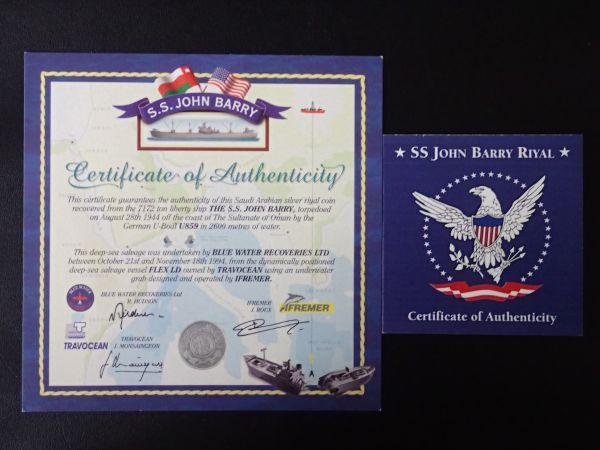 S.S. JOHN BARRY
Certificate of Authenticity
This certificate guarantees the authenticity of this Saudi Arabian silver riyal coin
recovered from the 7172 ton liberty ship THE S.S. JOHN BARRY, torpedoed
on August 28th 1944 off the coast of The Sultanate of Oman by the
German U-Boat U859 in 2600 metres of water.
This deep-sea salvage was undertaken by BLUE WATER RECOVERIES LTD
between October 21st and November 18th 1994, from the dynamically positioned
deep-sea salvage vessel FLEX LD owned by TRAVOCEAN using an underwater
grab designed and operated by IFREMER.
BLUE WATER RECOVERIES Ltd
R. HUDSON
IFREMER
J. ROUX
IFREMER
TRAVOCEAN
TRAVOCEAN
J. MONSAINGEON
★ SS JOHN BARRY RIYAL ★
Certificate of Authenticity